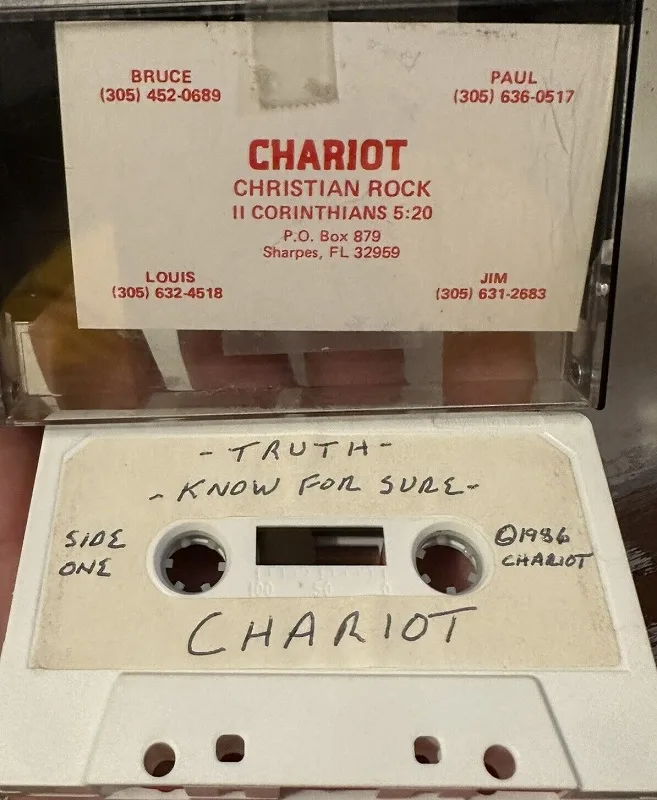 BRUCE
(305) 452-0689
PAUL
(305) 636-0517
CHARIOT
CHRISTIAN ROCK
II CORINTHIANS 5:20
P.O. Box 879
Sharpes, FL 32959
LOUIS
(305) 632-4518
JIM
(305) 631-2683
- TRUTH -
- KNOW FOR SURE -
SIDE
ONE
©1986
CHARIOT
100 50 0
CHARIOT